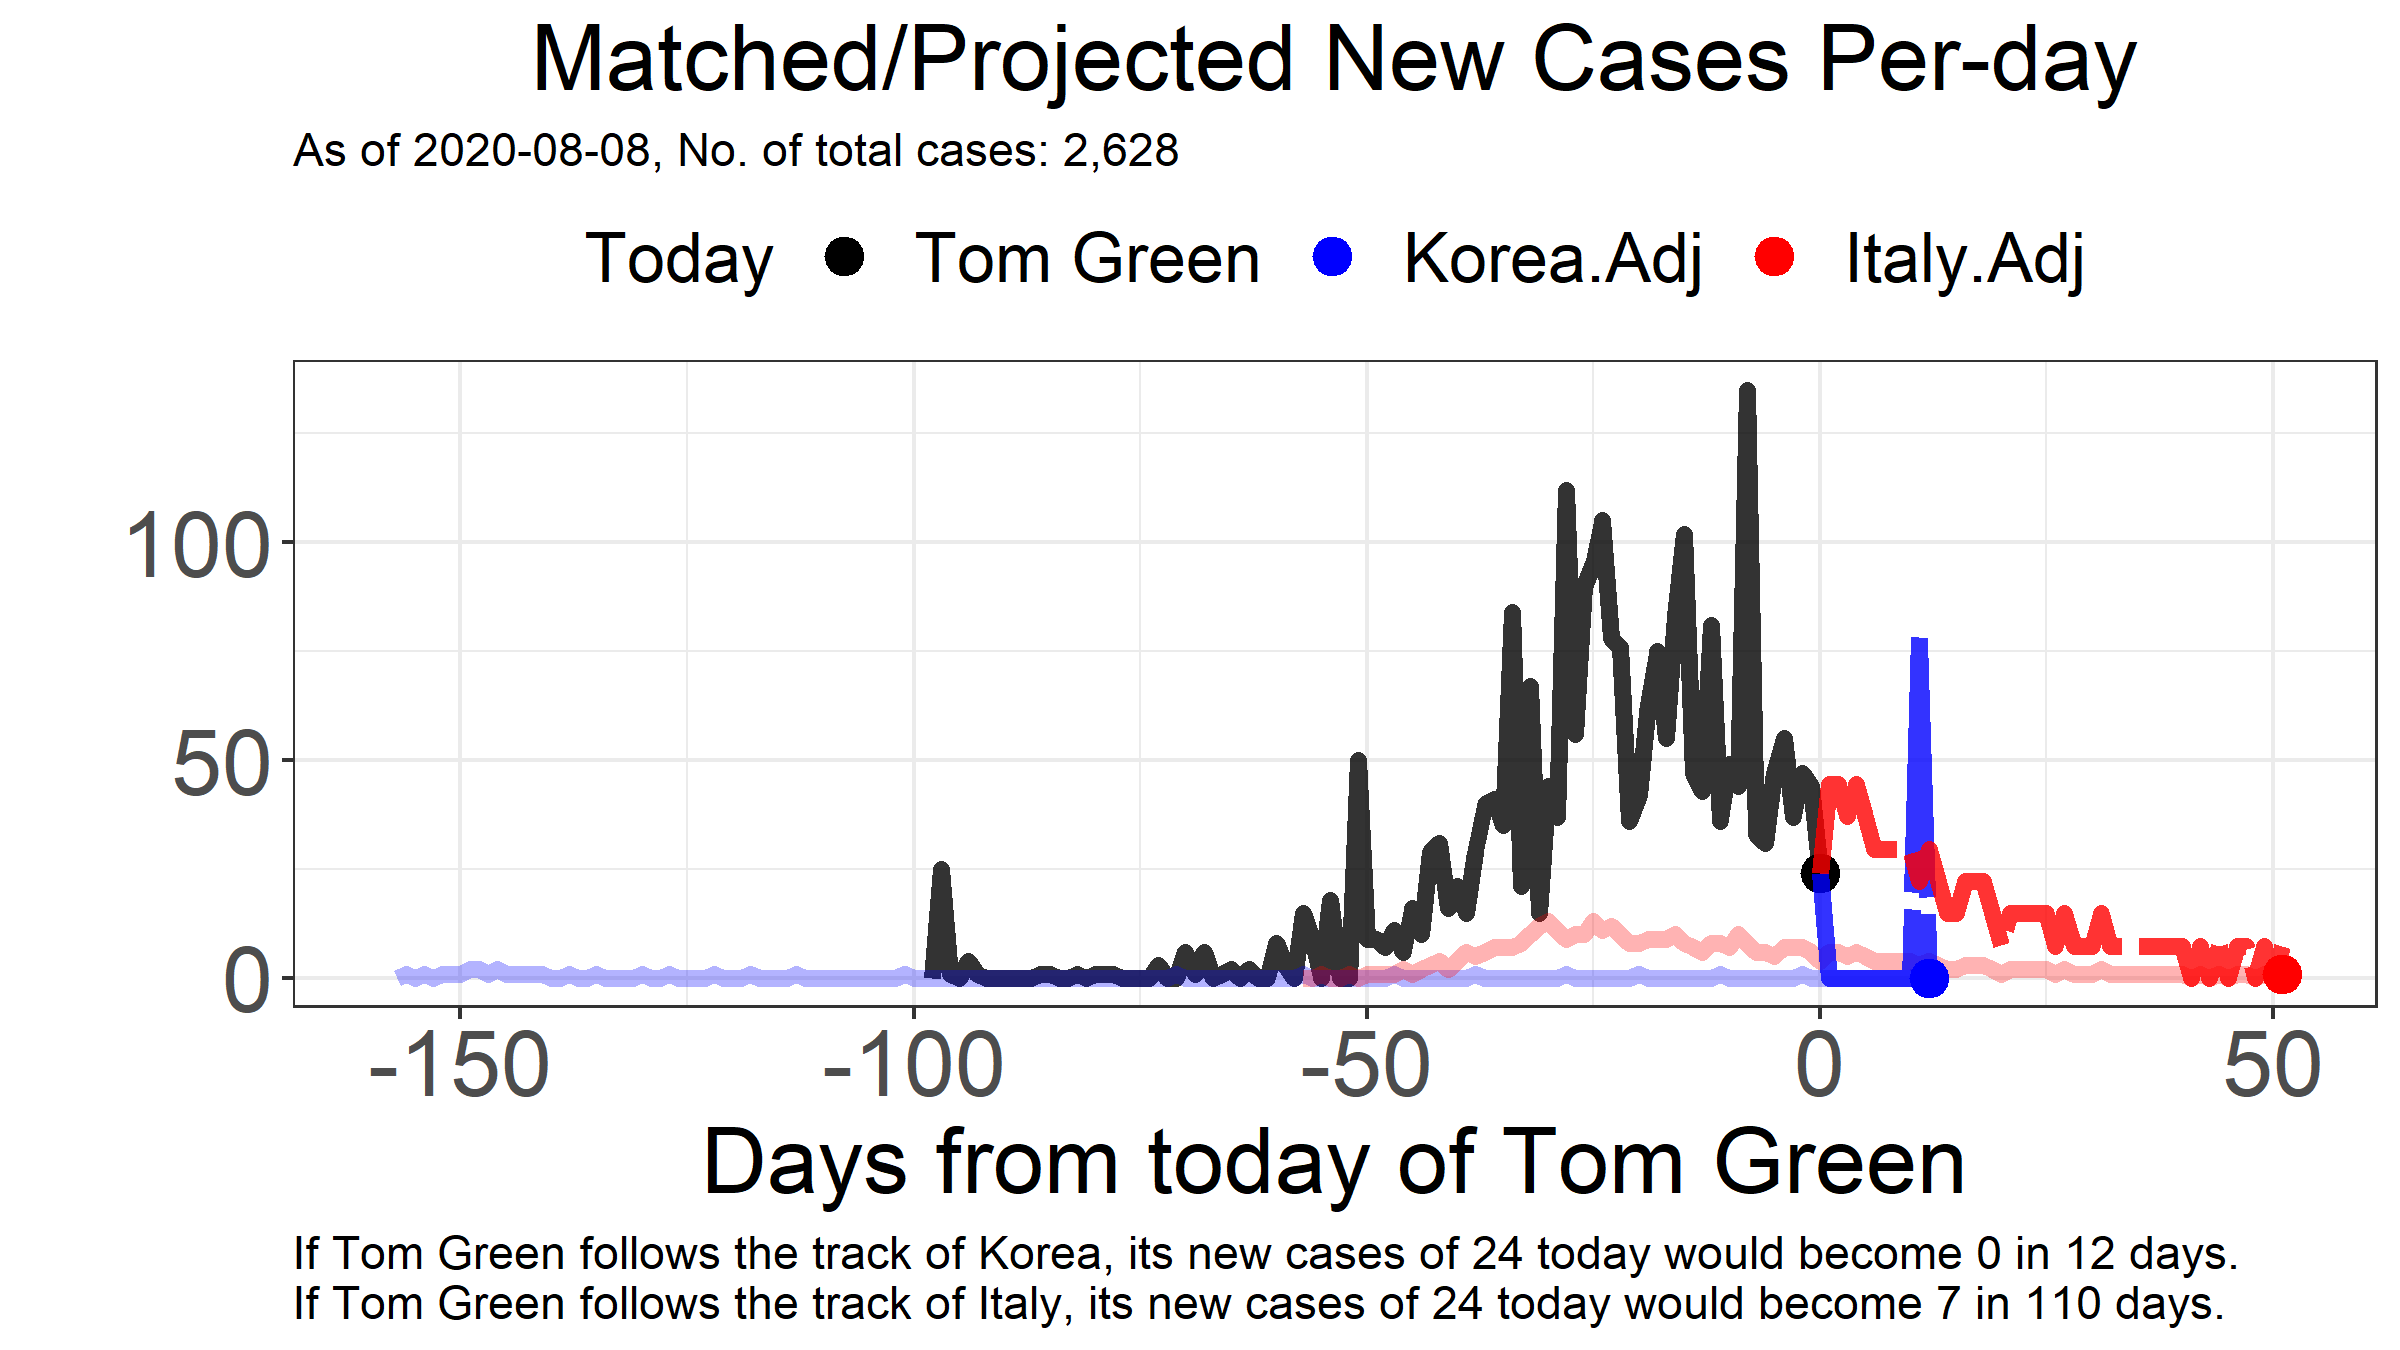 Matched/Projected New Cases Per-day
As of 2020-08-08, No. of total cases: 2,628
Today Tom Green Korea.Adj Italy.Adj
100
50
0
-150 -100 -50 0 50
Days from today of Tom Green
If Tom Green follows the track of Korea, its new cases of 24 today would become 0 in 12 days.
If Tom Green follows the track of Italy, its new cases of 24 today would become 7 in 110 days.